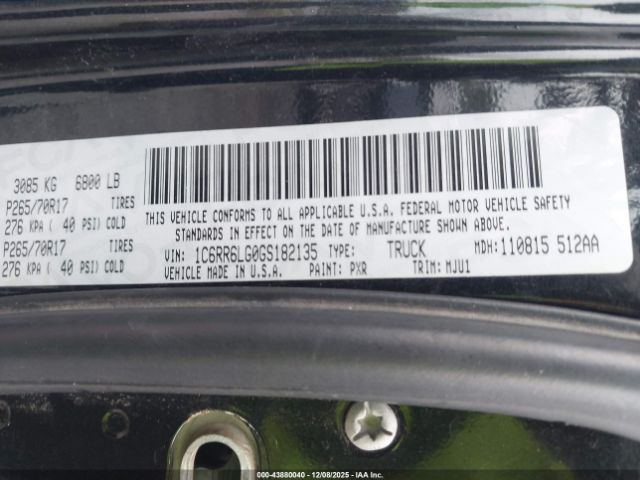 3085 KG 6800 LB
P265/70R17 TIRES
276 KPA ( 40 PSI) COLD
P265/70R17 TIRES
276 KPA ( 40 PSI) COLD
THIS VEHICLE CONFORMS TO ALL APPLICABLE U.S.A. FEDERAL MOTOR VEHICLE SAFETY
STANDARDS IN EFFECT ON THE DATE OF MANUFACTURE SHOWN ABOVE.
VIN: 1C6RR6LG0GS182135 TYPE: TRUCK MDH: 110815 512AA
VEHICLE MADE IN U.S.A. PAINT: PXR TRIM: MJU1
000-43880040 - 12/08/2025 - IAA Inc.